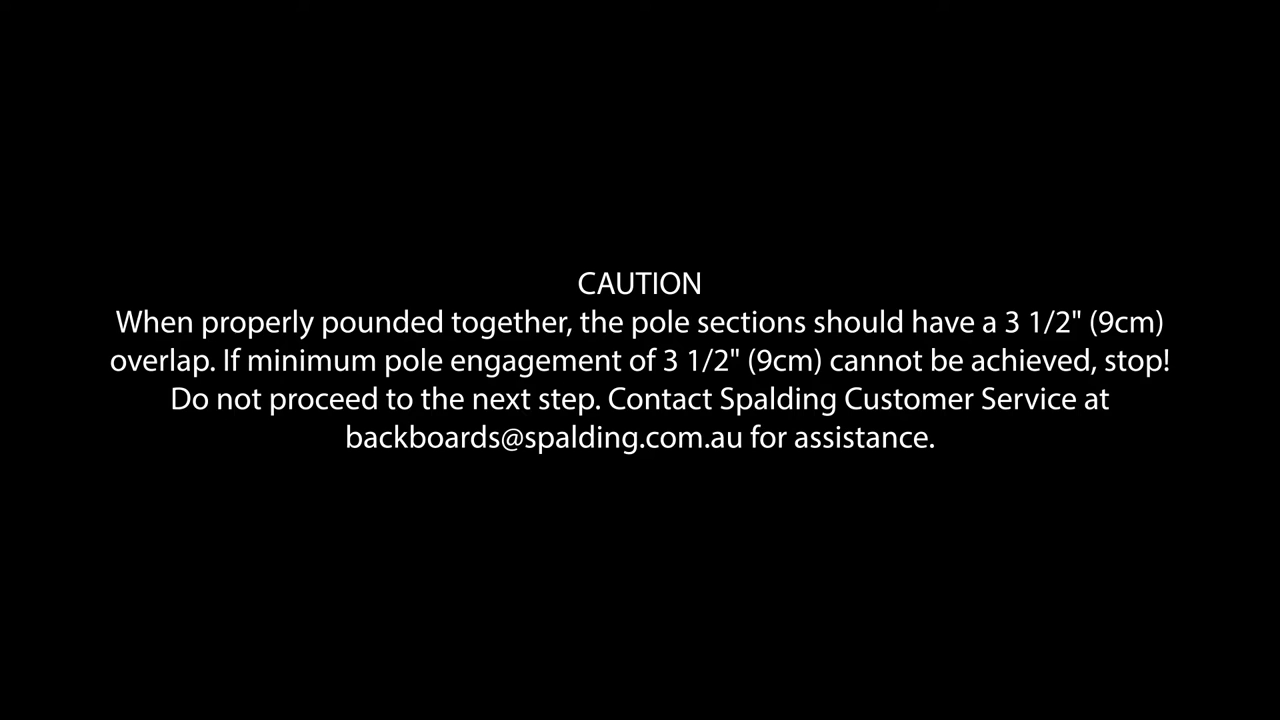 CAUTION
When properly pounded together, the pole sections should have a 3 1/2" (9cm)
overlap. If minimum pole engagement of 3 1/2" (9cm) cannot be achieved, stop!
Do not proceed to the next step. Contact Spalding Customer Service at
backboards@spalding.com.au for assistance.